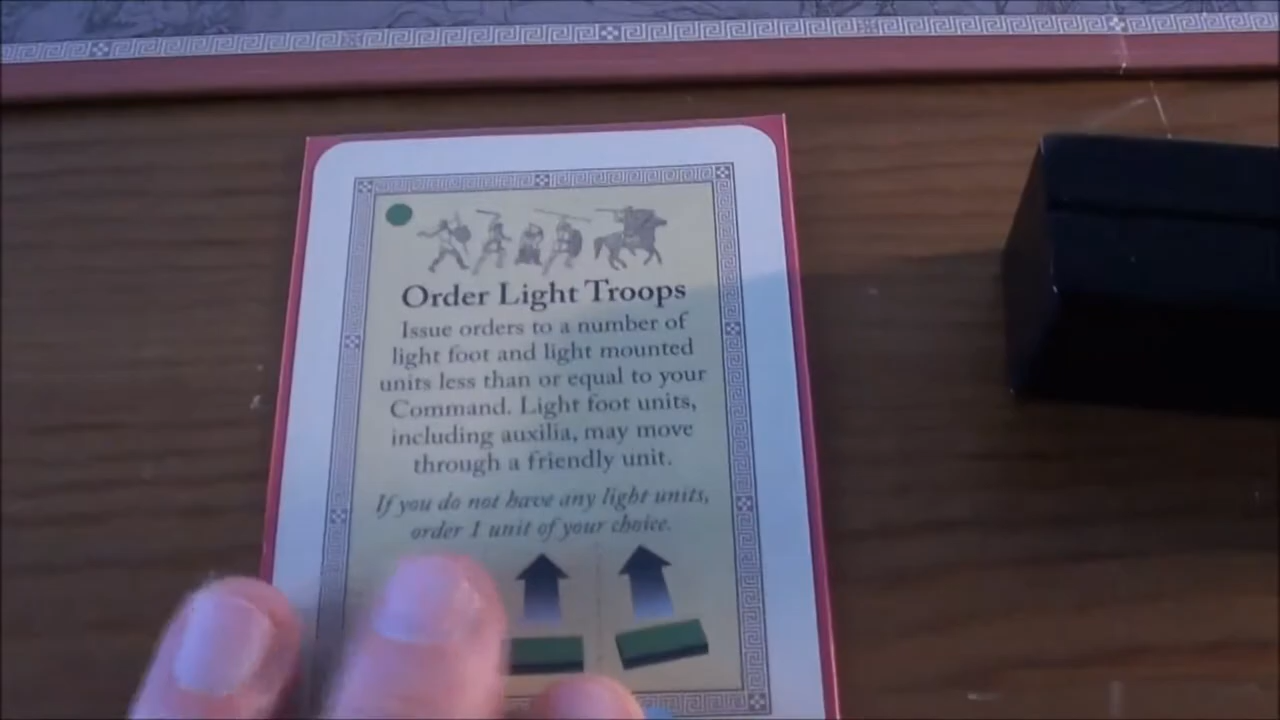 Order Light Troops
Issue orders to a number of
light foot and light mounted
units less than or equal to your
Command. Light foot units,
including auxilia, may move
through a friendly unit.
If you do not have any light units,
order 1 unit of your choice.